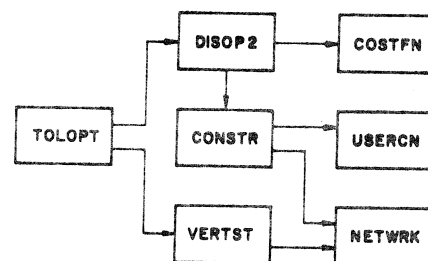 DISOP2
COSTFN
TOLOPT
CONSTR
USERCN
VERTST
NETWRK